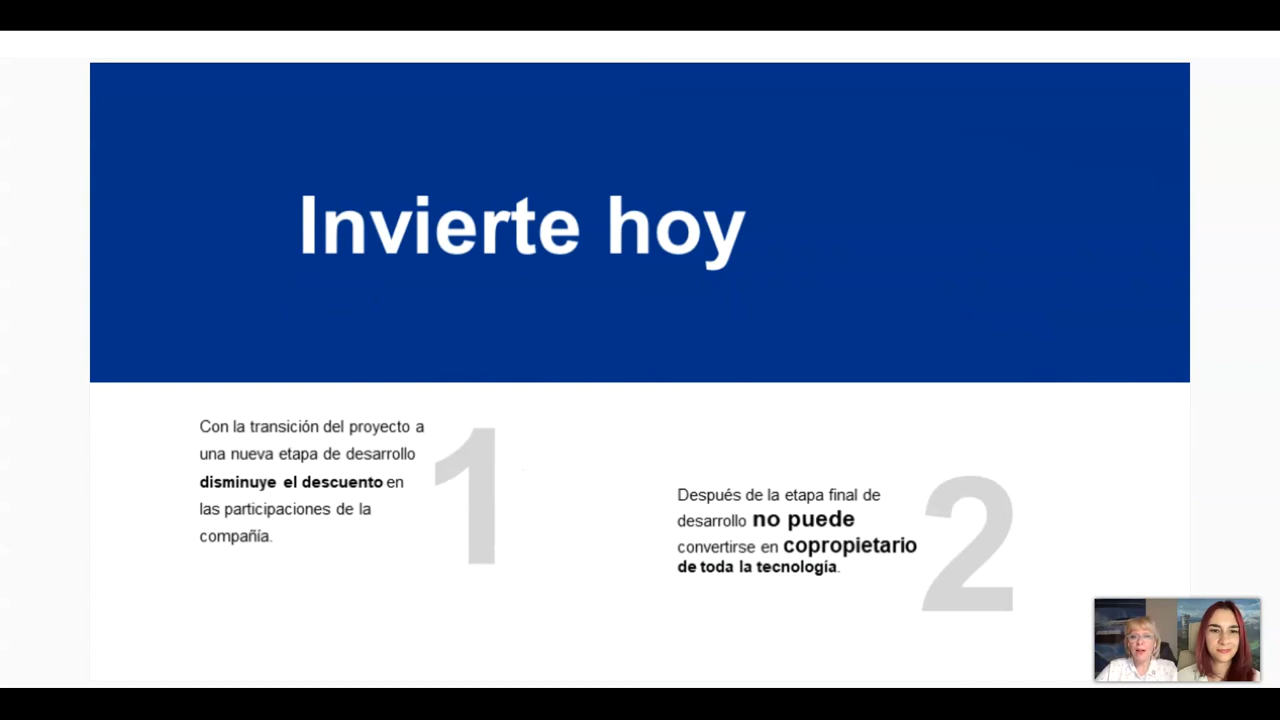 Invierte hoy
Con la transición del proyecto a
una nueva etapa de desarrollo
disminuye el descuento en
las participaciones de la
compañía.
1
Después de la etapa final de
desarrollo no puede
convertirse en copropietario
de toda la tecnología.
2